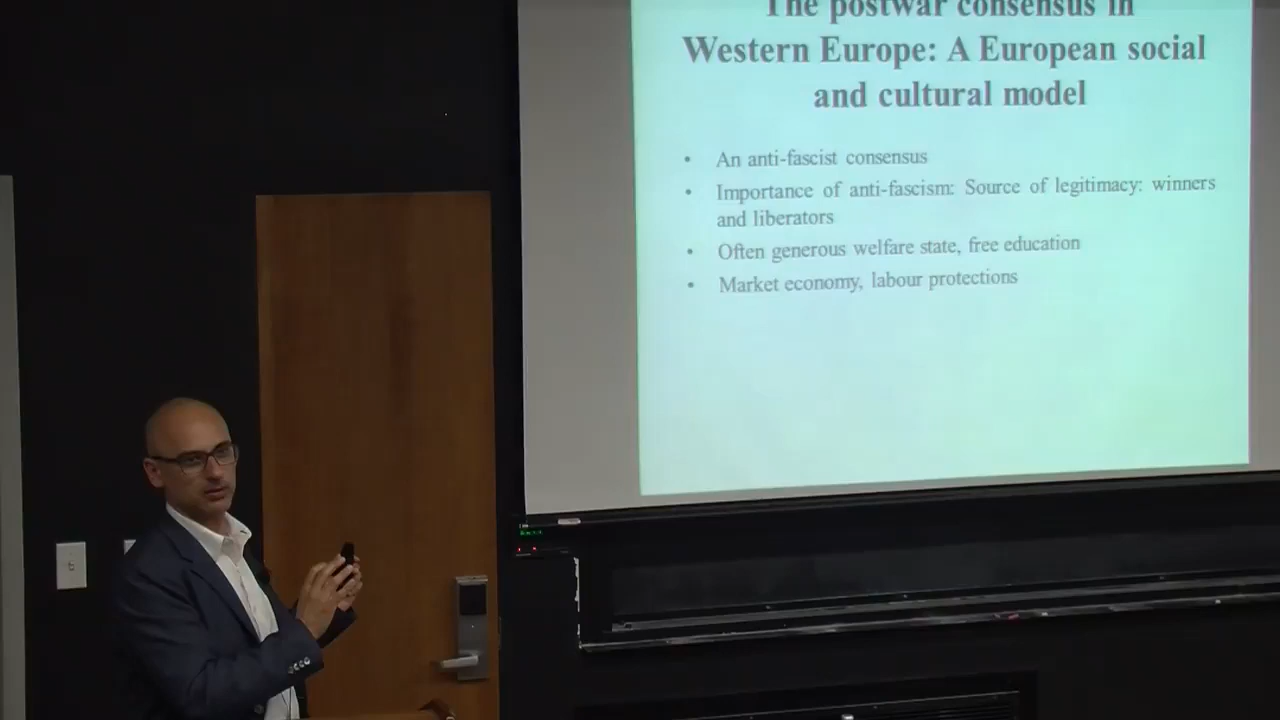 The postwar consensus in
Western Europe: A European social
and cultural model
• An anti-fascist consensus
• Importance of anti-fascism: Source of legitimacy: winners
and liberators
• Often generous welfare state, free education
• Market economy, labour protections